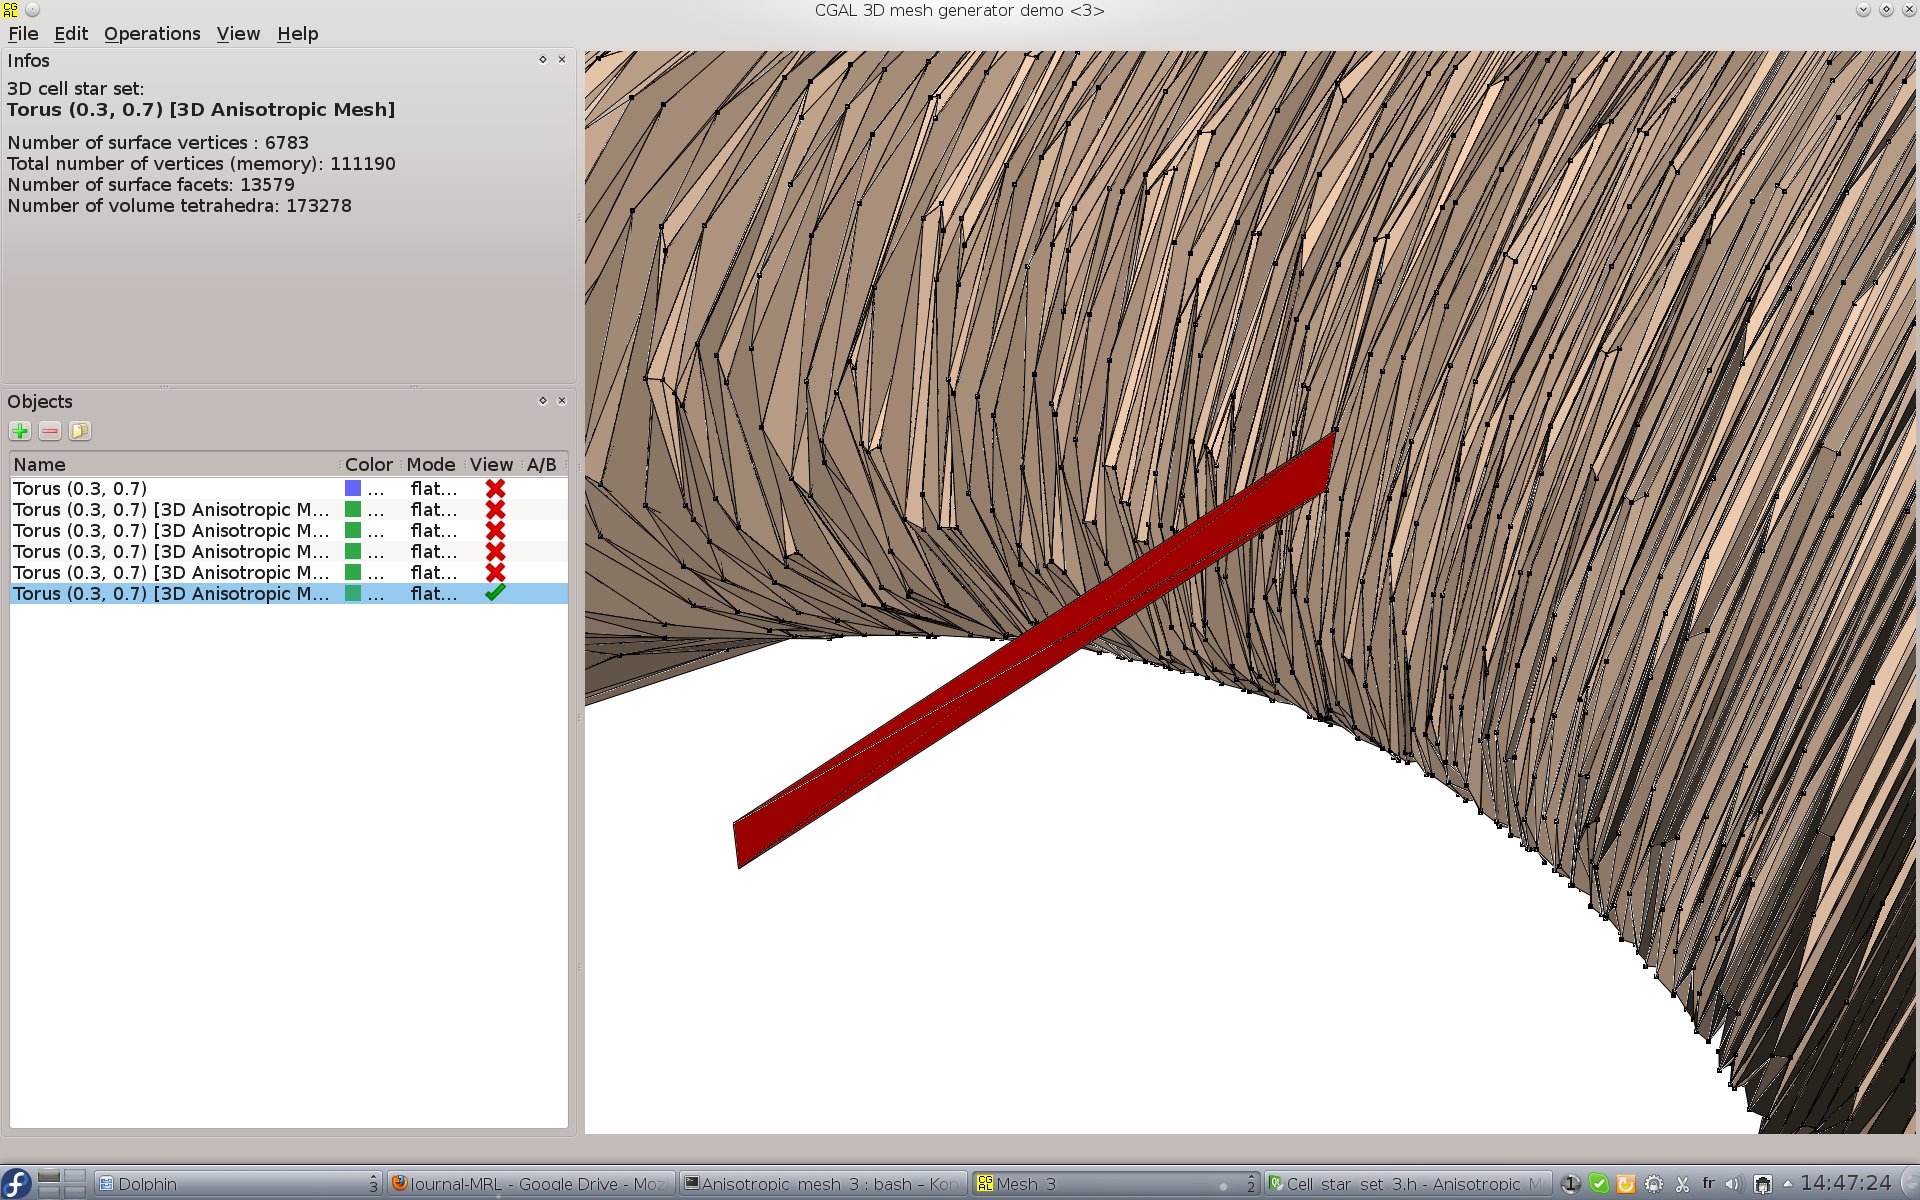 CGAL 3D mesh generator demo <3>
File Edit Operations View Help
Infos
3D cell star set:
Torus (0.3, 0.7) [3D Anisotropic Mesh]
Number of surface vertices : 6783
Total number of vertices (memory): 111190
Number of surface facets: 13579
Number of volume tetrahedra: 173278
Objects
Name Color Mode View A/B
Torus (0.3, 0.7) ... flat...
Torus (0.3, 0.7) [3D Anisotropic M... ... flat...
Torus (0.3, 0.7) [3D Anisotropic M... ... flat...
Torus (0.3, 0.7) [3D Anisotropic M... ... flat...
Torus (0.3, 0.7) [3D Anisotropic M... ... flat...
Torus (0.3, 0.7) [3D Anisotropic M... ... flat...
Dolphin 3 Journal-MRL - Google Drive - Moz Anisotropic_mesh_3 : bash - Kon Mesh_3 2 Cell_star_set_3.h - Anisotropic_M 1 fr 14:47:24